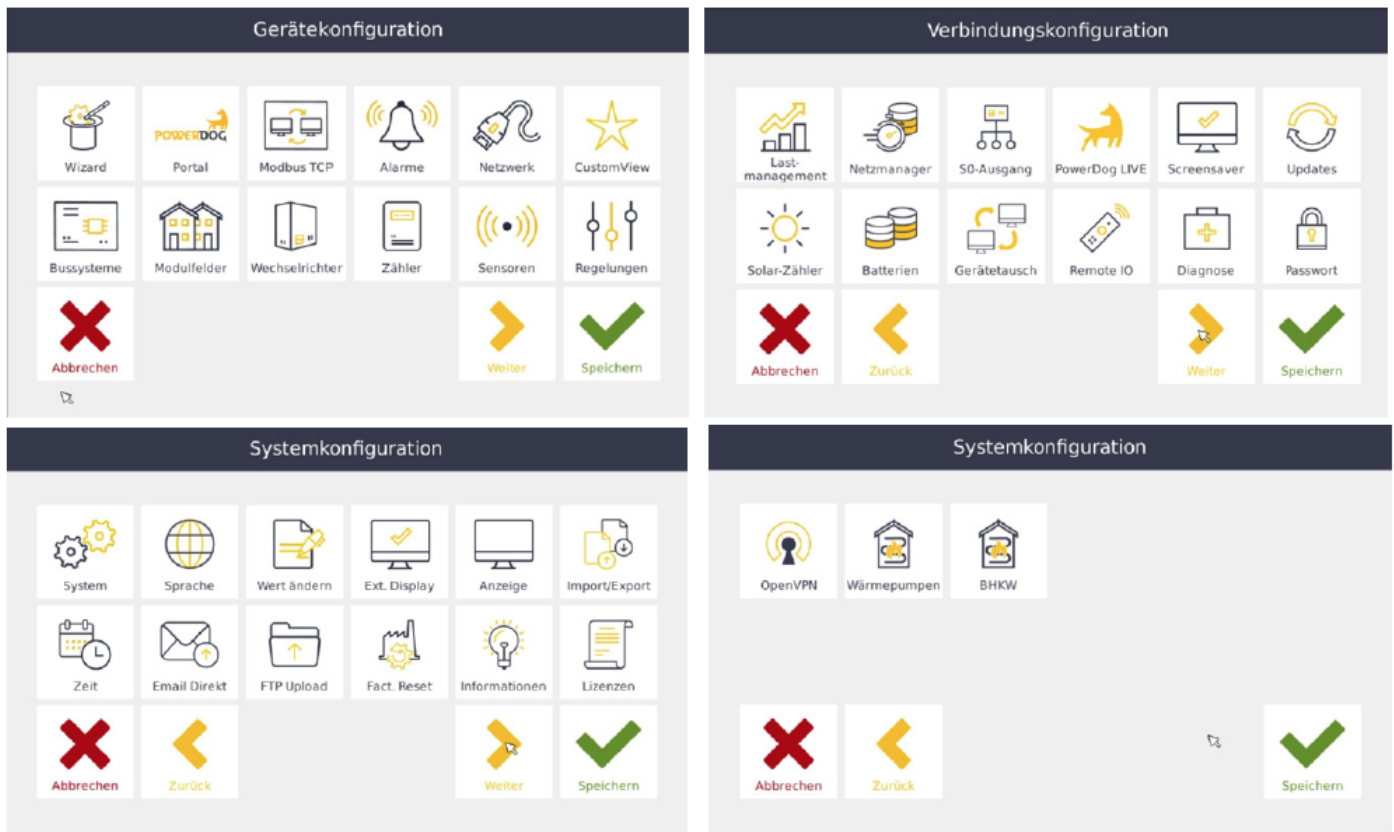 Gerätekonfiguration
Wizard
POWERDOG
Portal
Modbus TCP
Alarme
Netzwerk
CustomView
Bussysteme
Modulfelder
Wechselrichter
Zähler
Sensoren
Regelungen
Abbrechen
Weiter
Speichern
Verbindungskonfiguration
Last-
management
Netzmanager
S0-Ausgang
PowerDog LIVE
Screensaver
Updates
Solar-Zähler
Batterien
Gerätetausch
Remote IO
Diagnose
Passwort
Abbrechen
Zurück
Weiter
Speichern
Systemkonfiguration
System
Sprache
Wert ändern
Ext. Display
Anzeige
Import/Export
Zeit
Email Direkt
FTP Upload
Fact. Reset
Informationen
Lizenzen
Abbrechen
Zurück
Weiter
Speichern
Systemkonfiguration
OpenVPN
Wärmepumpen
BHKW
Abbrechen
Zurück
Speichern